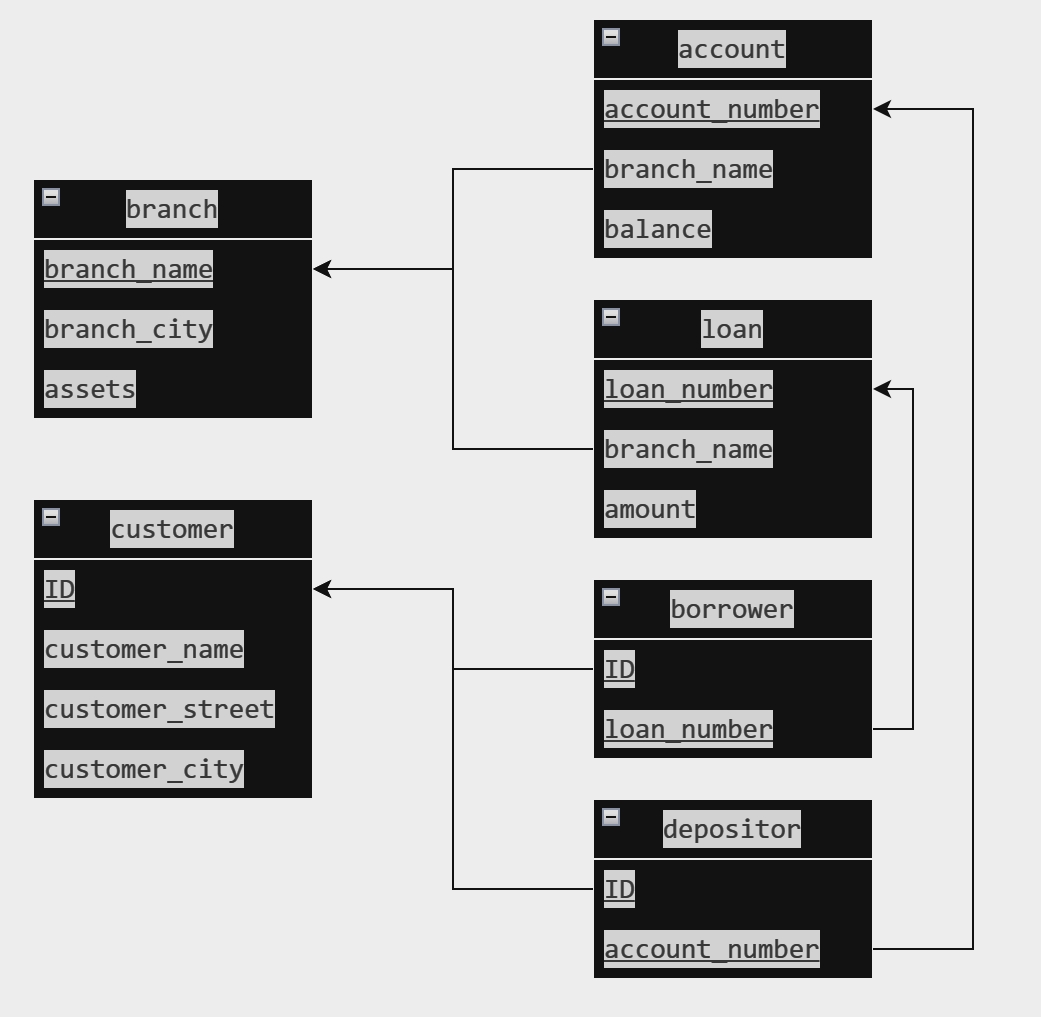 branch
branch_name
branch_city
assets
customer
ID
customer_name
customer_street
customer_city
account
account_number
branch_name
balance
loan
loan_number
branch_name
amount
borrower
ID
loan_number
depositor
ID
account_number